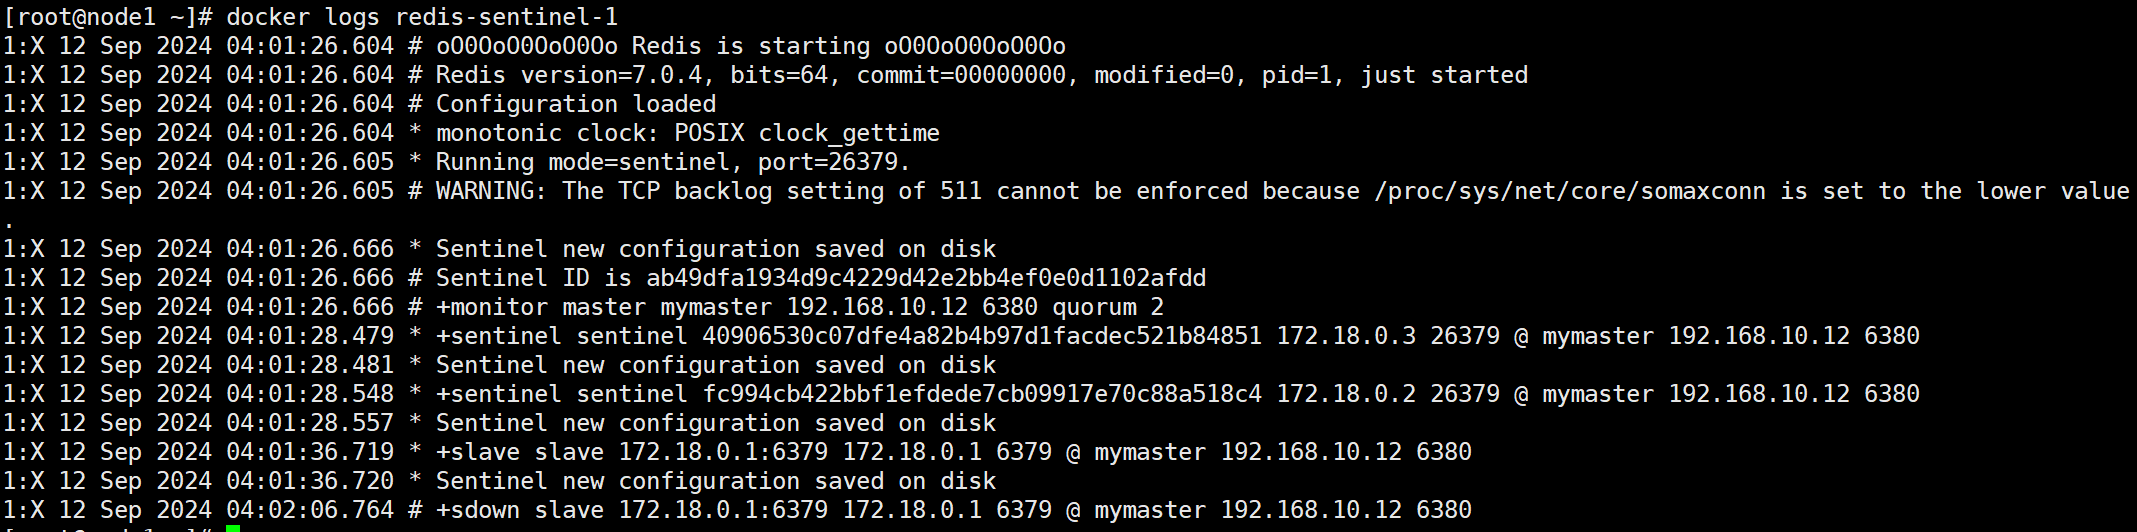 [root@node1 ~]# docker logs redis-sentinel-1
1:X 12 Sep 2024 04:01:26.604 # oO0OoO0OoO0Oo Redis is starting oO0OoO0OoO0Oo
1:X 12 Sep 2024 04:01:26.604 # Redis version=7.0.4, bits=64, commit=00000000, modified=0, pid=1, just started
1:X 12 Sep 2024 04:01:26.604 # Configuration loaded
1:X 12 Sep 2024 04:01:26.604 * monotonic clock: POSIX clock_gettime
1:X 12 Sep 2024 04:01:26.605 * Running mode=sentinel, port=26379.
1:X 12 Sep 2024 04:01:26.605 # WARNING: The TCP backlog setting of 511 cannot be enforced because /proc/sys/net/core/somaxconn is set to the lower value
.
1:X 12 Sep 2024 04:01:26.666 * Sentinel new configuration saved on disk
1:X 12 Sep 2024 04:01:26.666 # Sentinel ID is ab49dfa1934d9c4229d42e2bb4ef0e0d1102afdd
1:X 12 Sep 2024 04:01:26.666 # +monitor master mymaster 192.168.10.12 6380 quorum 2
1:X 12 Sep 2024 04:01:28.479 * +sentinel sentinel 40906530c07dfe4a82b4b97d1facdec521b84851 172.18.0.3 26379 @ mymaster 192.168.10.12 6380
1:X 12 Sep 2024 04:01:28.481 * Sentinel new configuration saved on disk
1:X 12 Sep 2024 04:01:28.548 * +sentinel sentinel fc994cb422bbf1efdede7cb09917e70c88a518c4 172.18.0.2 26379 @ mymaster 192.168.10.12 6380
1:X 12 Sep 2024 04:01:28.557 * Sentinel new configuration saved on disk
1:X 12 Sep 2024 04:01:36.719 * +slave slave 172.18.0.1:6379 172.18.0.1 6379 @ mymaster 192.168.10.12 6380
1:X 12 Sep 2024 04:01:36.720 * Sentinel new configuration saved on disk
1:X 12 Sep 2024 04:02:06.764 # +sdown slave 172.18.0.1:6379 172.18.0.1 6379 @ mymaster 192.168.10.12 6380